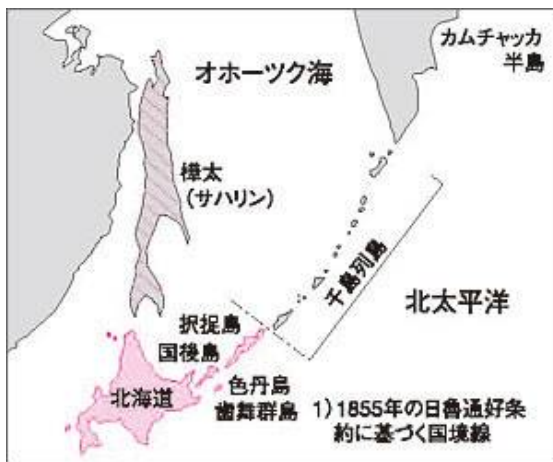 カムチャッカ
半島
オホーツク海
樺太
（サハリン）
千島列島
北太平洋
択捉島
国後島
色丹島
歯舞群島
北海道
1）1855年の日魯通好条
約に基づく国境線